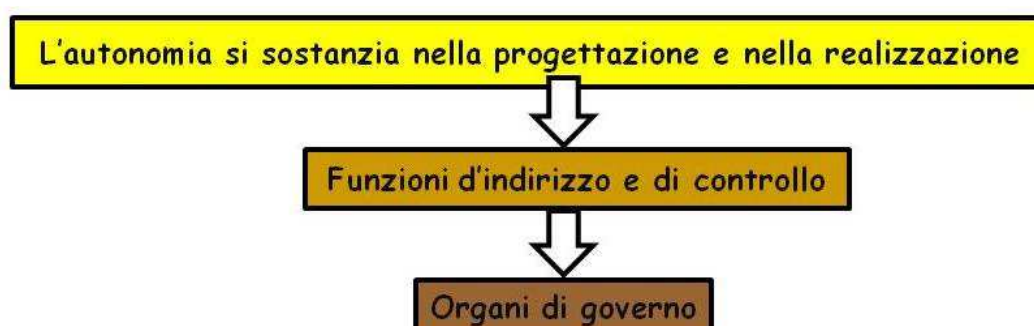 L'autonomia si sostanzia nella progettazione e nella realizzazione
Funzioni d'indirizzo e di controllo
Organi di governo